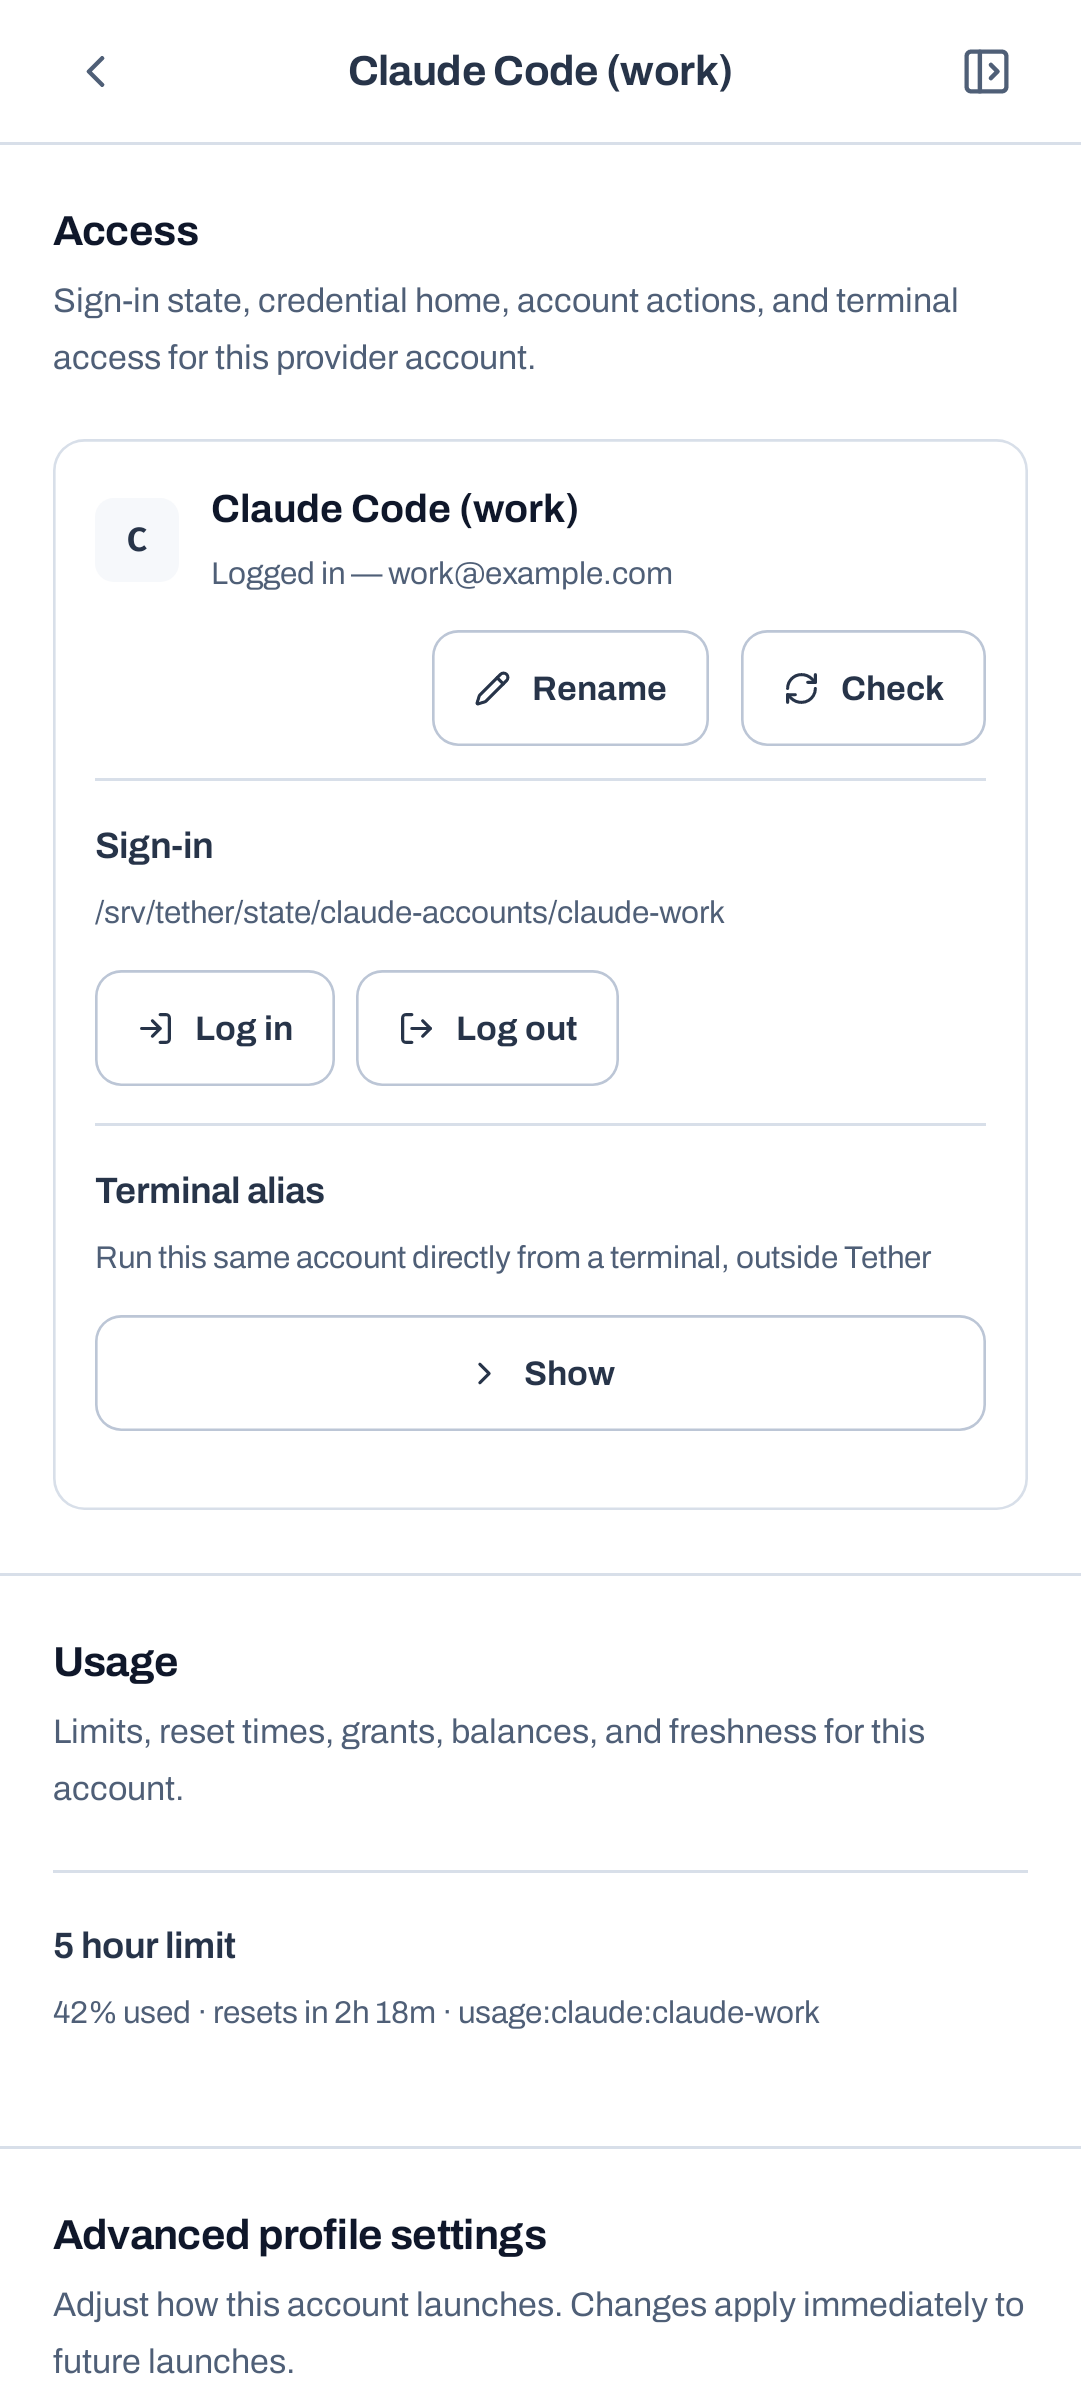 Claude Code (work)
Access
Sign-in state, credential home, account actions, and terminal
access for this provider account.
C
Claude Code (work)
Logged in — work@example.com
Rename
Check
Sign-in
/srv/tether/state/claude-accounts/claude-work
Log in
Log out
Terminal alias
Run this same account directly from a terminal, outside Tether
Show
Usage
Limits, reset times, grants, balances, and freshness for this
account.
5 hour limit
42% used · resets in 2h 18m · usage:claude:claude-work
Advanced profile settings
Adjust how this account launches. Changes apply immediately to
future launches.